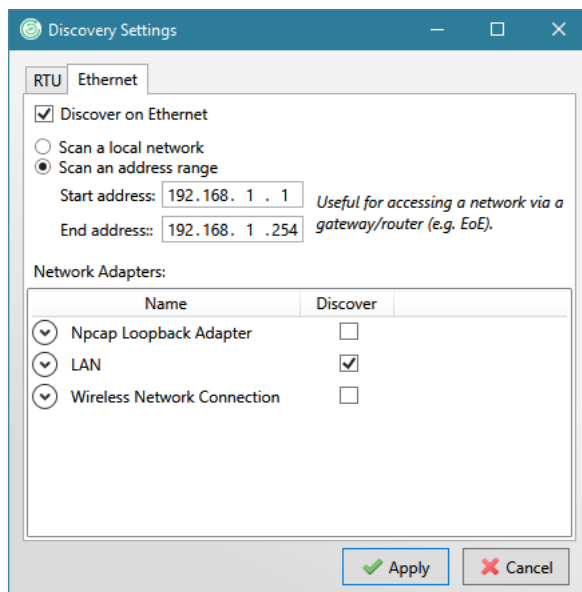 Discovery Settings
RTU Ethernet
Discover on Ethernet
Scan a local network
Scan an address range
Start address: 192.168. 1 . 1
Useful for accessing a network via a
End address:: 192.168. 1 .254
gateway/router (e.g. EoE).
Network Adapters:
Name Discover
Npcap Loopback Adapter
LAN
Wireless Network Connection
Apply Cancel